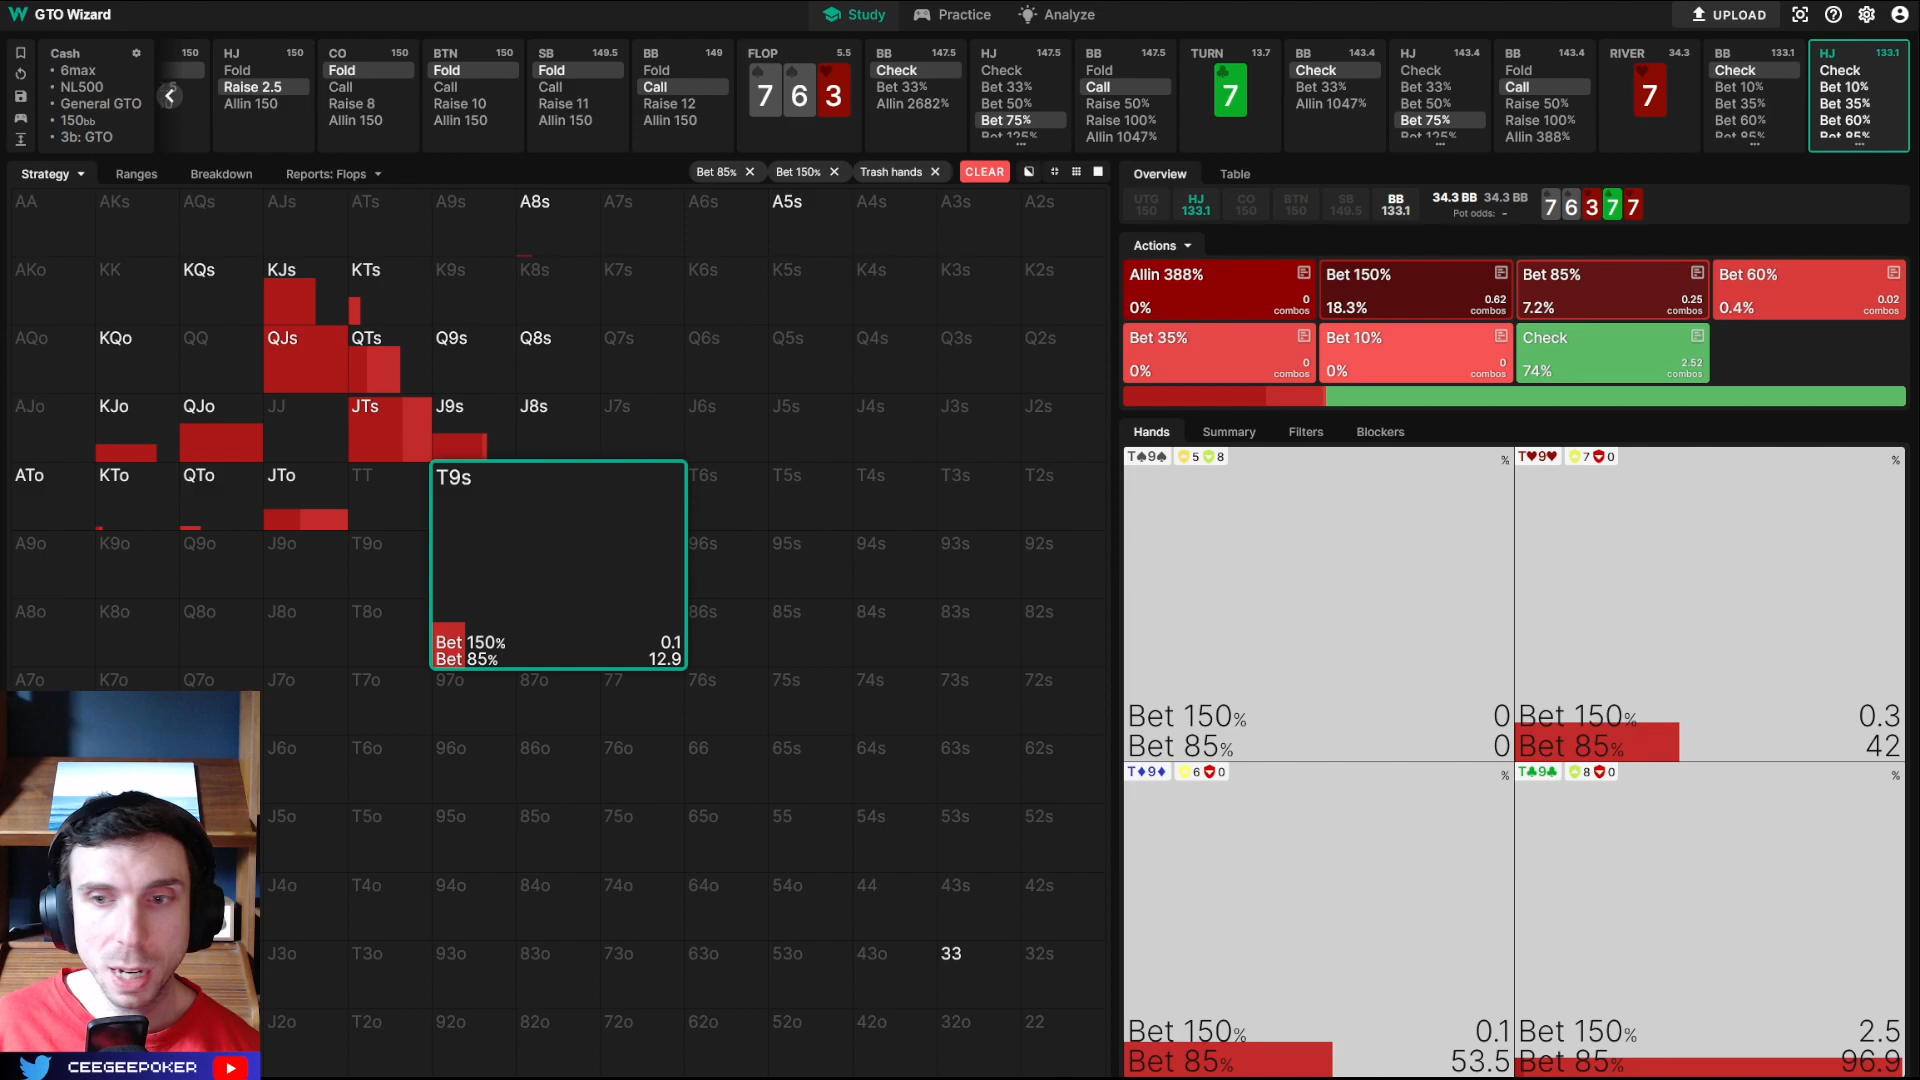 GTO Wizard
Study
Practice
Analyze
UPLOAD
Cash
6max
NL500
General GTO
150bb
3b: GTO
150
HJ 150
Fold
Raise 2.5
Allin 150
CO 150
Fold
Call
Raise 8
Allin 150
BTN 150
Fold
Call
Raise 10
Allin 150
SB 149.5
Fold
Call
Raise 11
Allin 150
BB 149
Fold
Call
Raise 12
Allin 150
FLOP 5.5
7 6 3
BB 147.5
Check
Bet 33%
Allin 2682%
HJ 147.5
Check
Bet 33%
Bet 50%
Bet 75%
Bet 125%
BB 147.5
Fold
Call
Raise 50%
Raise 100%
Allin 1047%
TURN 13.7
7
BB 143.4
Check
Bet 33%
Allin 1047%
HJ 143.4
Check
Bet 33%
Bet 50%
Bet 75%
Bet 125%
BB 143.4
Fold
Call
Raise 50%
Raise 100%
Allin 388%
RIVER 34.3
7
BB 133.1
Check
Bet 10%
Bet 35%
Bet 60%
Bet 85%
HJ 133.1
Check
Bet 10%
Bet 35%
Bet 60%
Bet 85%
Strategy
Ranges
Breakdown
Reports: Flops
Bet 85% ✕
Bet 150% ✕
Trash hands ✕
CLEAR
AA AKs AQs AJs ATs A9s A8s A7s A6s A5s A4s A3s A2s
AKo KK KQs KJs KTs K9s K8s K7s K6s K5s K4s K3s K2s
AQo KQo QQ QJs QTs Q9s Q8s Q7s Q6s Q5s Q4s Q3s Q2s
AJo KJo QJo JJ JTs J9s J8s J7s J6s J5s J4s J3s J2s
ATo KTo QTo JTo TT T9s T6s T5s T4s T3s T2s
A9o K9o Q9o J9o T9o 96s 95s 94s 93s 92s
A8o K8o Q8o J8o T8o 86s 85s 84s 83s 82s
Bet 150% 0.1
Bet 85% 12.9
A7o K7o Q7o J7o T7o 97o 87o 77 76s 75s 74s 73s 72s
J6o T6o 96o 86o 76o 66 65s 64s 63s 62s
J5o T5o 95o 85o 75o 65o 55 54s 53s 52s
J4o T4o 94o 84o 74o 64o 54o 44 43s 42s
J3o T3o 93o 83o 73o 63o 53o 43o 33 32s
J2o T2o 92o 82o 72o 62o 52o 42o 32o 22
CEEGEEPOKER
Overview
Table
UTG 150
HJ 133.1
CO 150
BTN 150
SB 149.5
BB 133.1
34.3 BB 34.3 BB
Pot odds: -
7 6 3 7 7
Actions
Allin 388%
0% 0 combos
Bet 150%
18.3% 0.62 combos
Bet 85%
7.2% 0.25 combos
Bet 60%
0.4% 0.02 combos
Bet 35%
0% 0 combos
Bet 10%
0% 0 combos
Check
74% 2.52 combos
Hands
Summary
Filters
Blockers
T♠9♠ 5 8 %
Bet 150% 0
Bet 85% 0
T♥9♥ 7 0 %
Bet 150% 0.3
Bet 85% 42
T♦9♦ 6 0 %
Bet 150% 0.1
Bet 85% 53.5
T♣9♣ 8 0 %
Bet 150% 2.5
Bet 85% 96.9